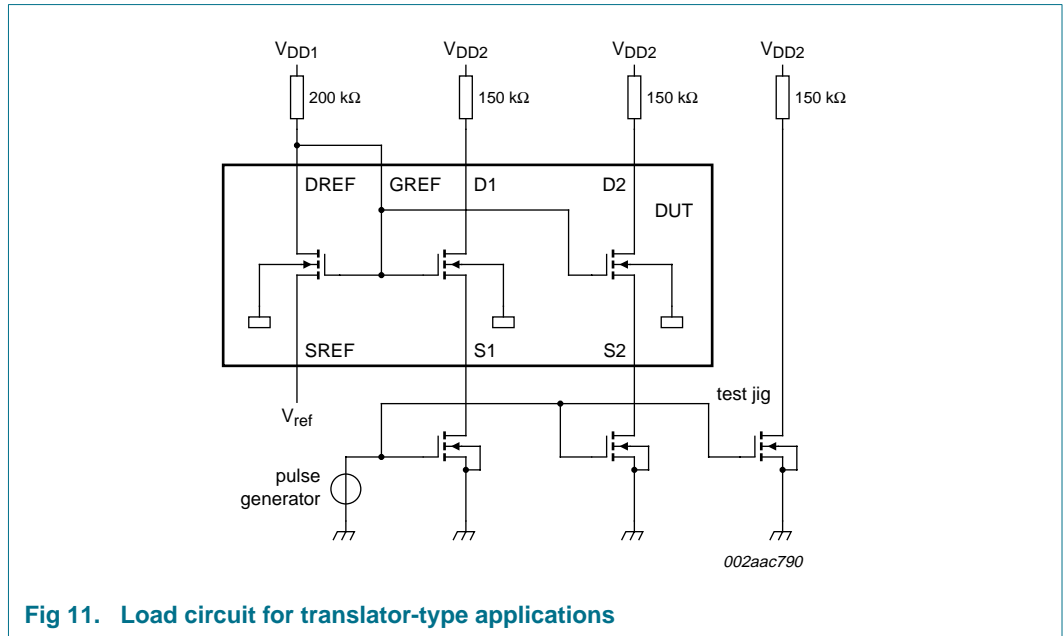 VDD1 VDD2 VDD2 VDD2
200 kΩ 150 kΩ 150 kΩ 150 kΩ
DREF GREF D1 D2
DUT
SREF S1 S2
test jig
Vref
pulse
generator
002aac790
Fig 11. Load circuit for translator-type applications